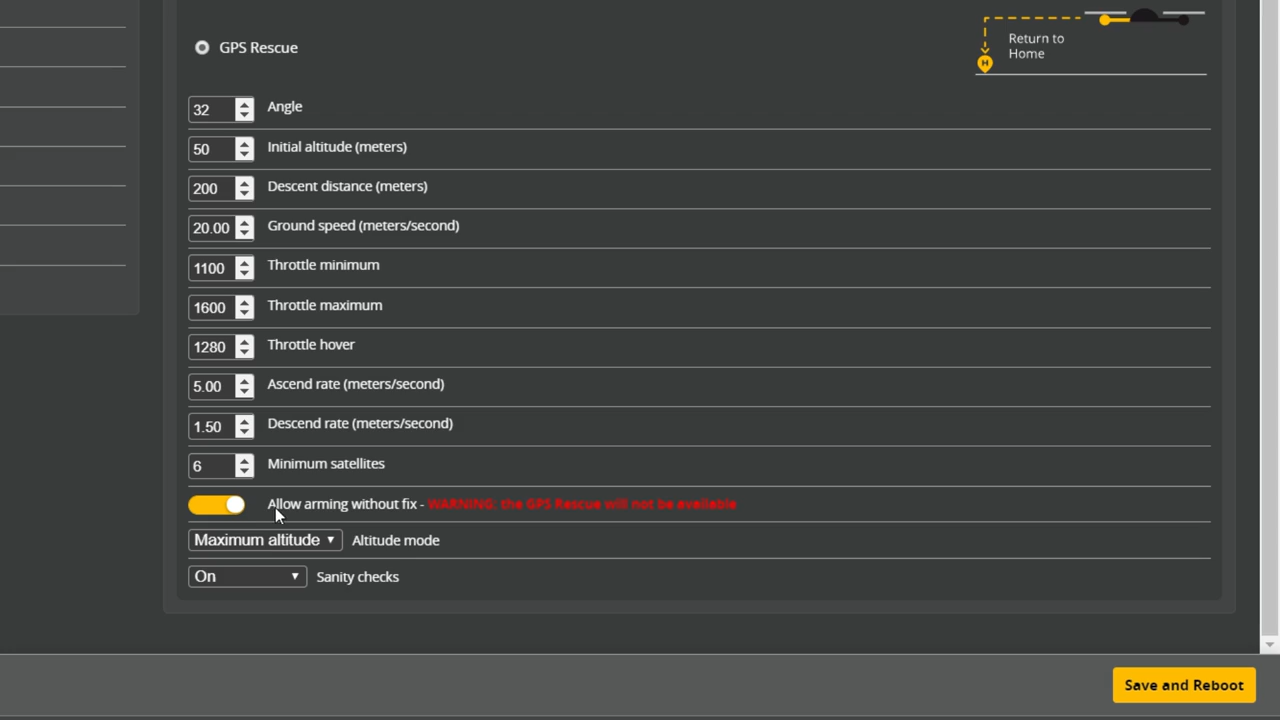 GPS Rescue
Return to
Home
H
32 Angle
50 Initial altitude (meters)
200 Descent distance (meters)
20.00 Ground speed (meters/second)
1100 Throttle minimum
1600 Throttle maximum
1280 Throttle hover
5.00 Ascend rate (meters/second)
1.50 Descend rate (meters/second)
6 Minimum satellites
Allow arming without fix - WARNING: the GPS Rescue will not be available
Maximum altitude Altitude mode
On Sanity checks
Save and Reboot